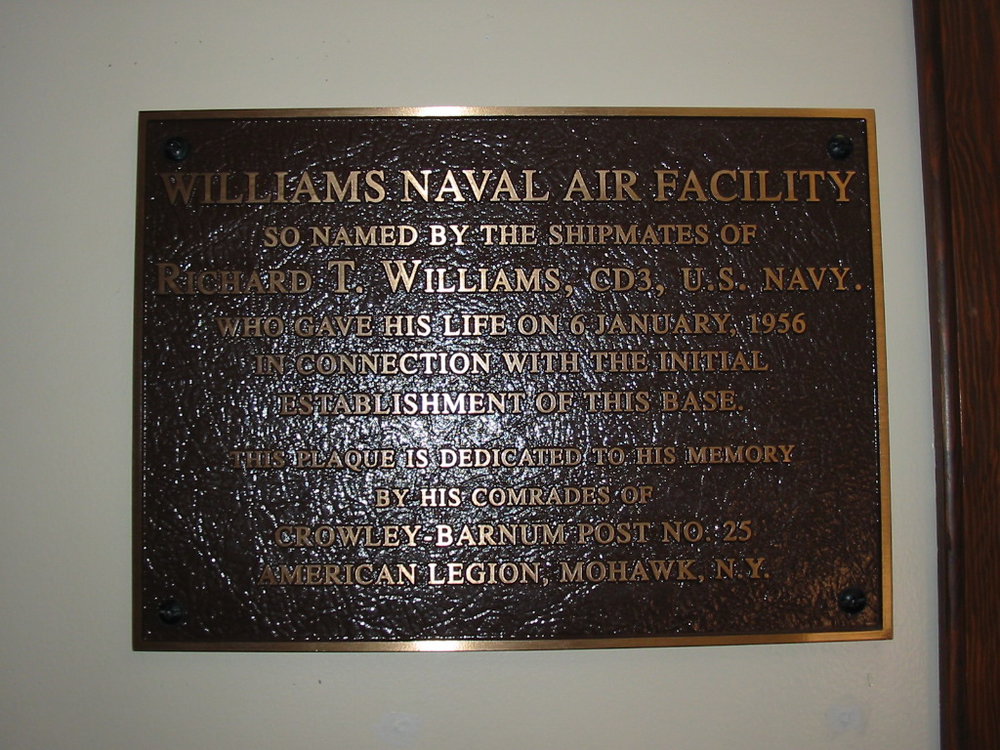 WILLIAMS NAVAL AIR FACILITY
SO NAMED BY THE SHIPMATES OF
RICHARD T. WILLIAMS, CD3, U.S. NAVY.
WHO GAVE HIS LIFE ON 6 JANUARY, 1956
IN CONNECTION WITH THE INITIAL
ESTABLISHMENT OF THIS BASE.
THIS PLAQUE IS DEDICATED TO HIS MEMORY
BY HIS COMRADES OF
CROWLEY-BARNUM POST NO. 25
AMERICAN LEGION, MOHAWK, N.Y.